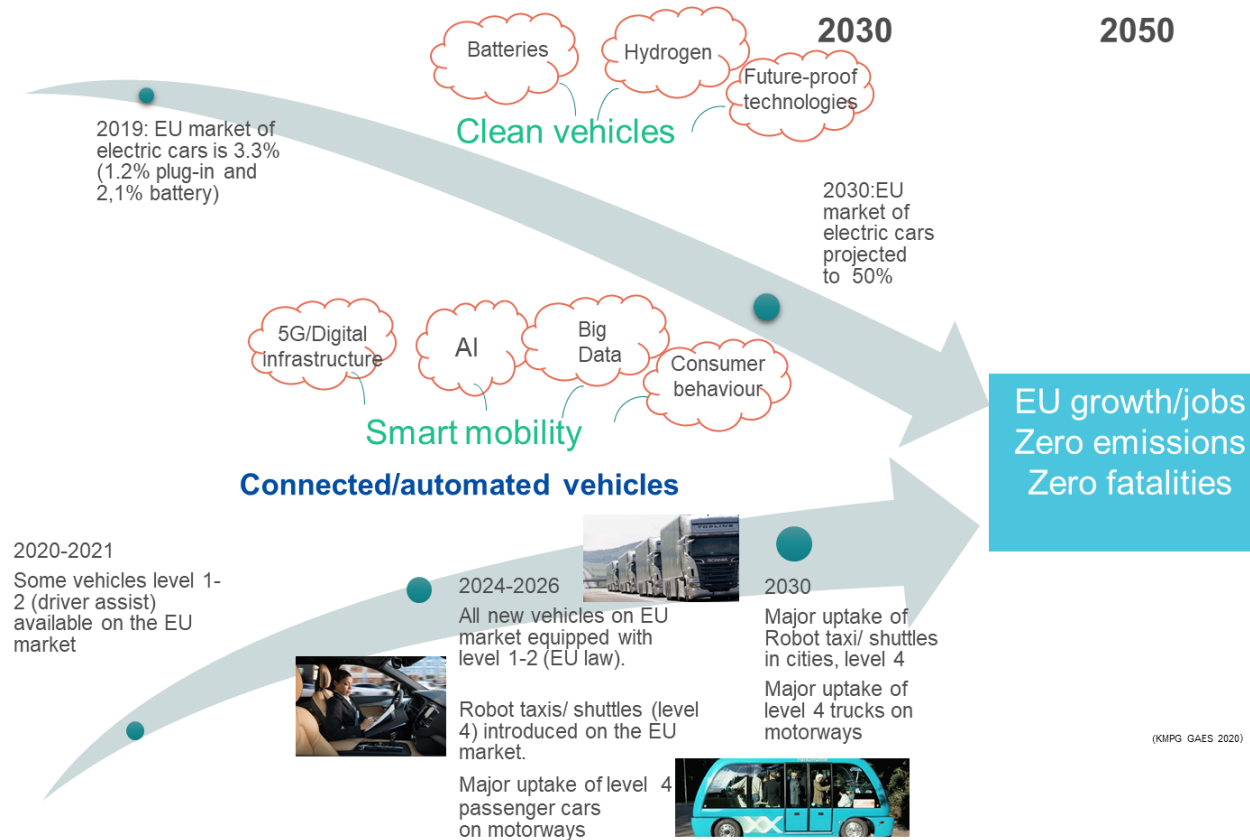 2030
2050
Batteries
Hydrogen
Future-proof
technologies
Clean vehicles
2019: EU market of
electric cars is 3.3%
(1.2% plug-in and
2,1% battery)
2030:EU
market of
electric cars
projected
to 50%
5G/Digital
infrastructure
AI
Big
Data
Consumer
behaviour
Smart mobility
Connected/automated vehicles
EU growth/jobs
Zero emissions
Zero fatalities
2020-2021
Some vehicles level 1-
2 (driver assist)
available on the EU
market
2024-2026
All new vehicles on EU
market equipped with
level 1-2 (EU law).
Robot taxis/ shuttles (level
4) introduced on the EU
market.
Major uptake of level 4
passenger cars
on motorways
TOPLINE
SCANIA
2030
Major uptake of
Robot taxi/ shuttles
in cities, level 4
Major uptake of
level 4 trucks on
motorways
(KMPG GAES 2020)